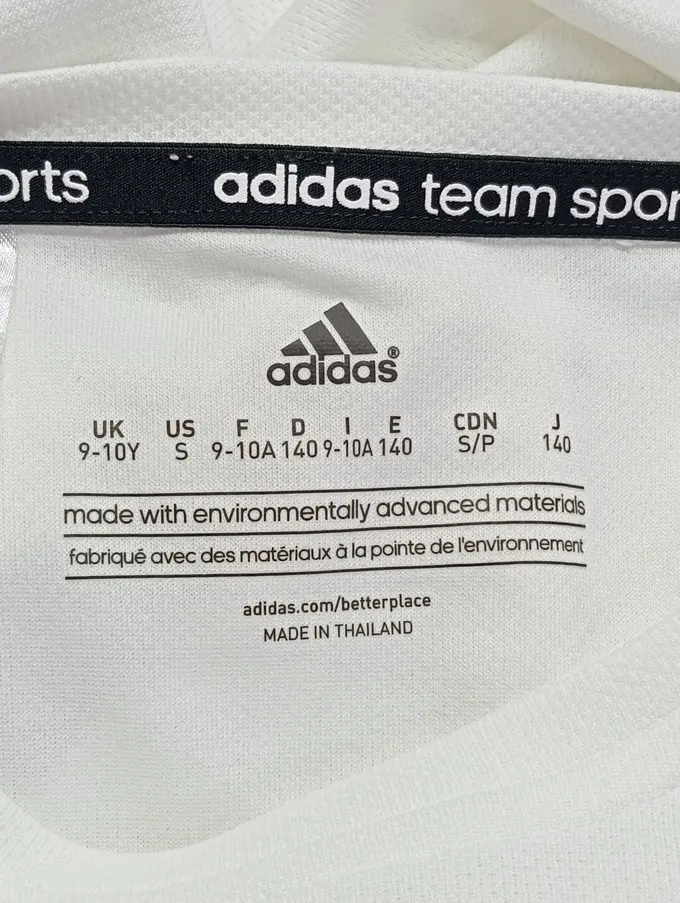 orts adidas team spor
adidas®
UK US F D I E CDN J
9-10Y S 9-10A 140 9-10A 140 S/P 140
made with environmentally advanced materials
fabriqué avec des matériaux à la pointe de l'environnement
adidas.com/betterplace
MADE IN THAILAND